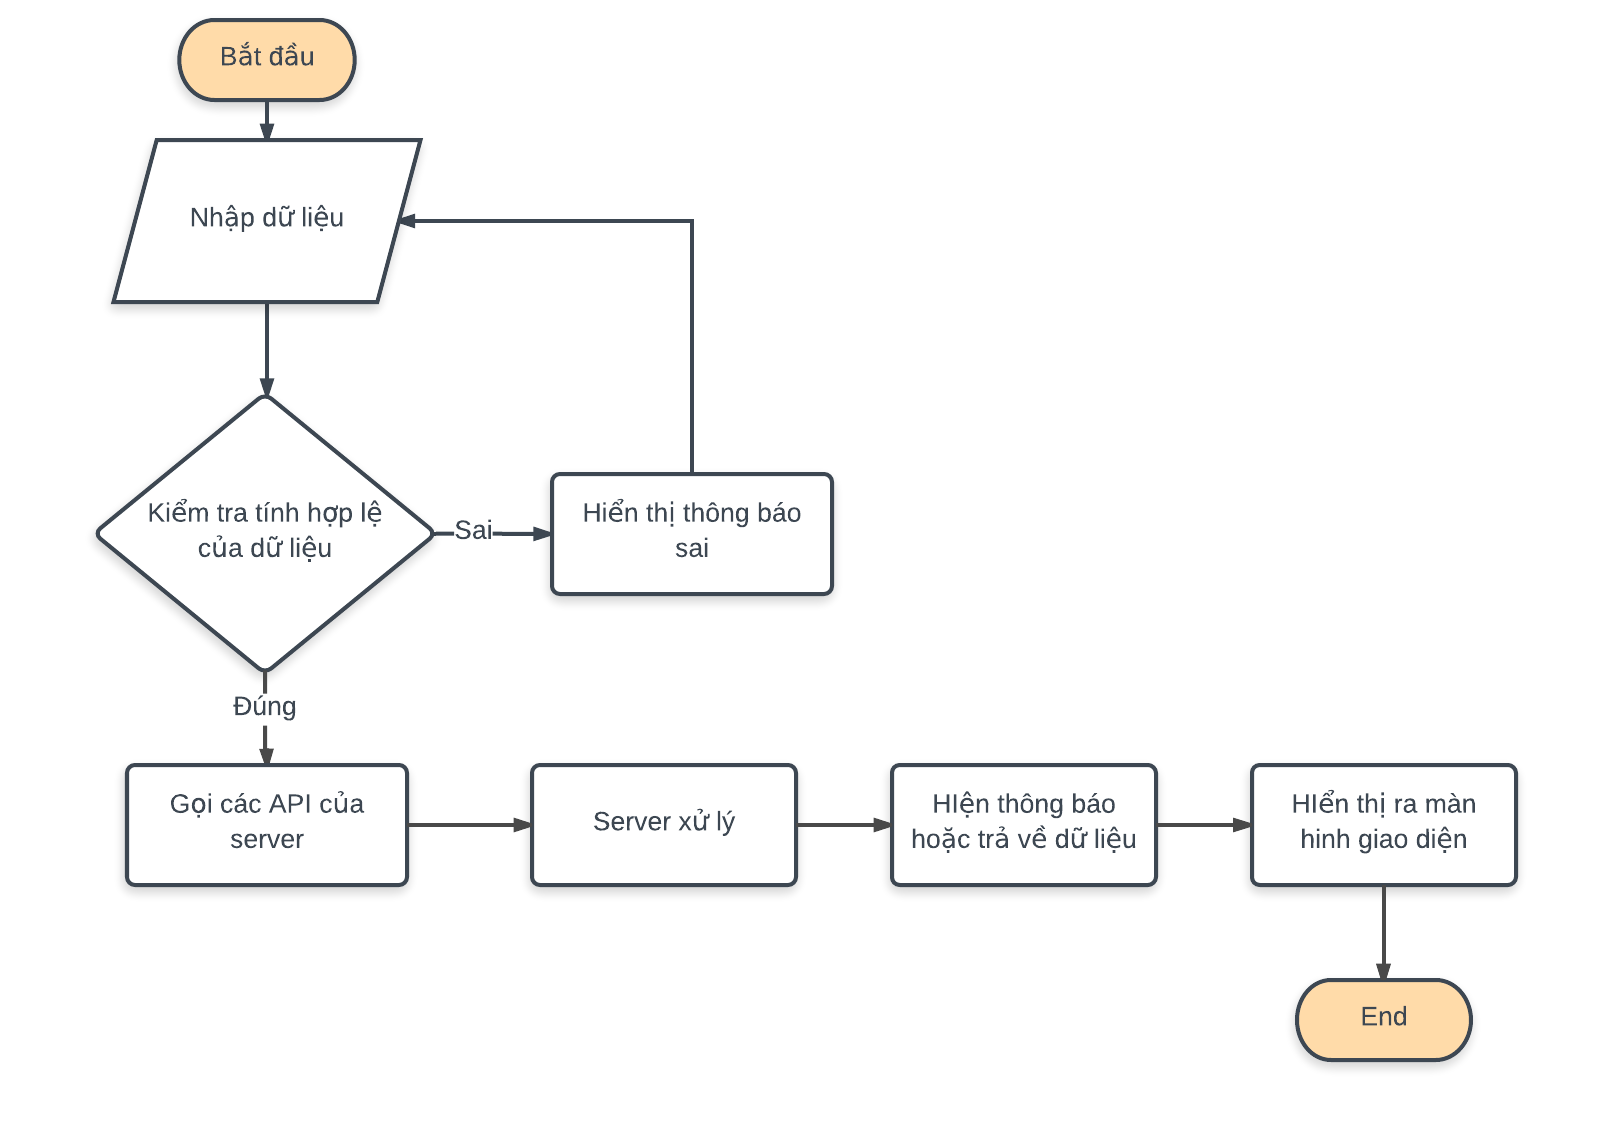 Bắt đầu
Nhập dữ liệu
Kiểm tra tính hợp lệ
của dữ liệu
Sai
Hiển thị thông báo
sai
Đúng
Gọi các API của
server
Server xử lý
HIện thông báo
hoặc trả về dữ liệu
HIển thị ra màn
hinh giao diện
End